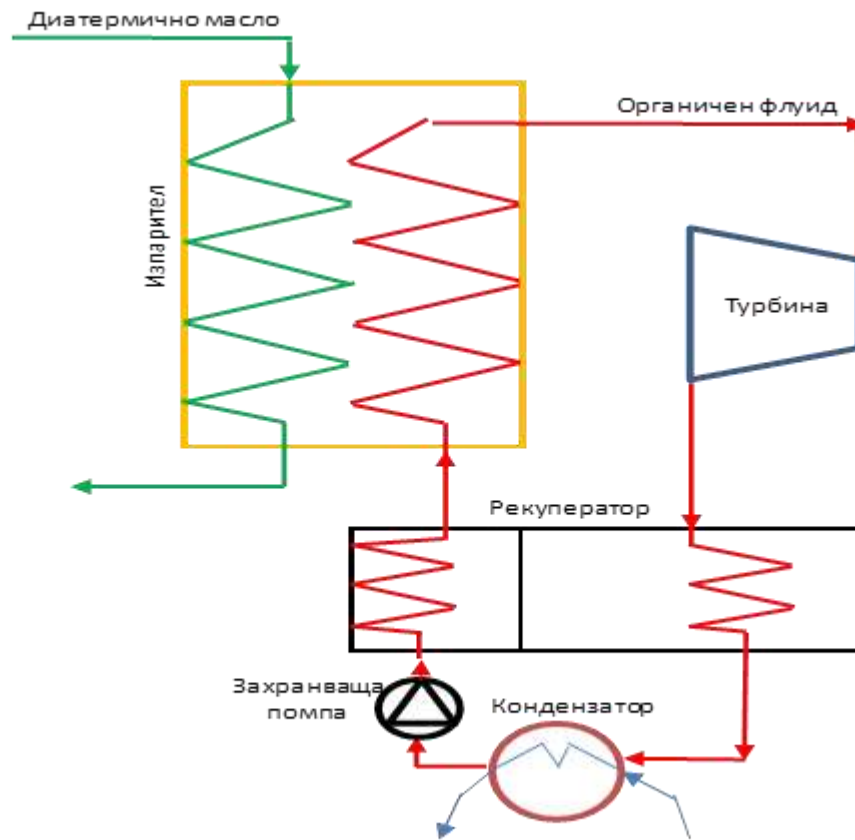 Диатермично масло
Органичен флуид
Изпарител
Турбина
Рекуператор
Захранваща
помпа
Кондензатор